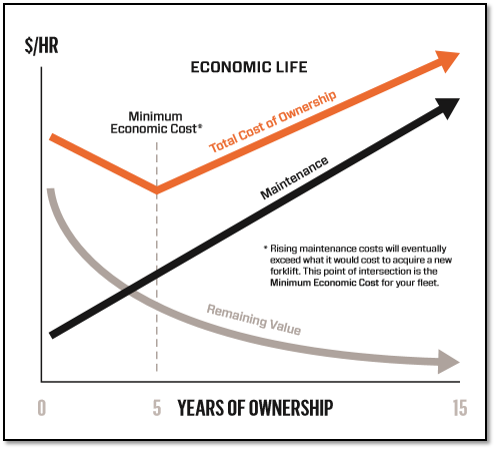 $/HR
ECONOMIC LIFE
Minimum
Economic Cost*
Total Cost of Ownership
Maintenance
* Rising maintenance costs will eventually
exceed what it would cost to acquire a new
forklift. This point of intersection is the
Minimum Economic Cost for your fleet.
Remaining Value
0 5 YEARS OF OWNERSHIP 15